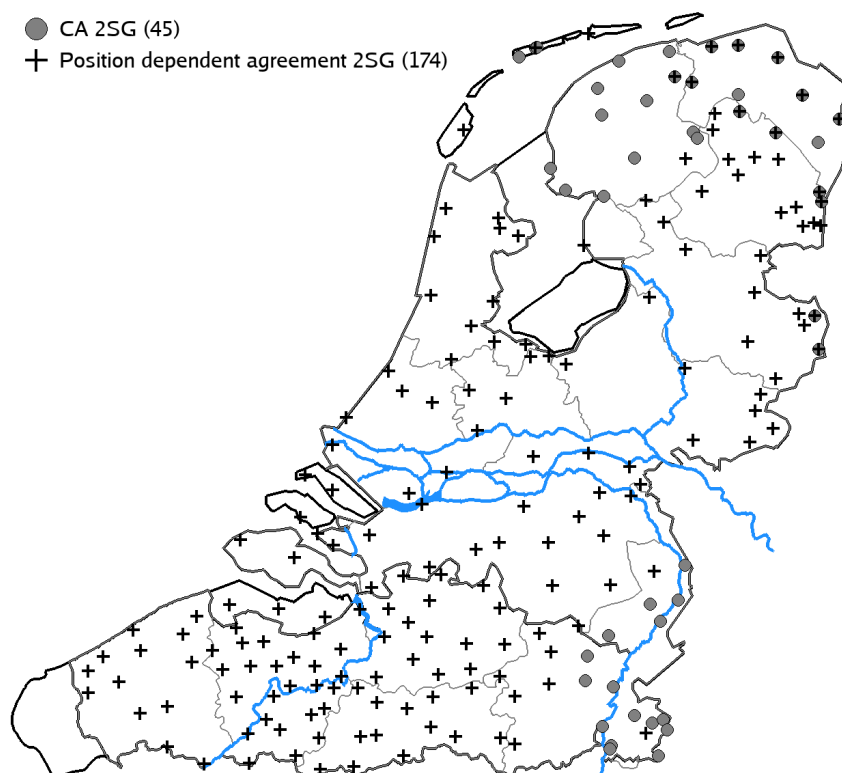 CA 2SG (45)
Position dependent agreement 2SG (174)